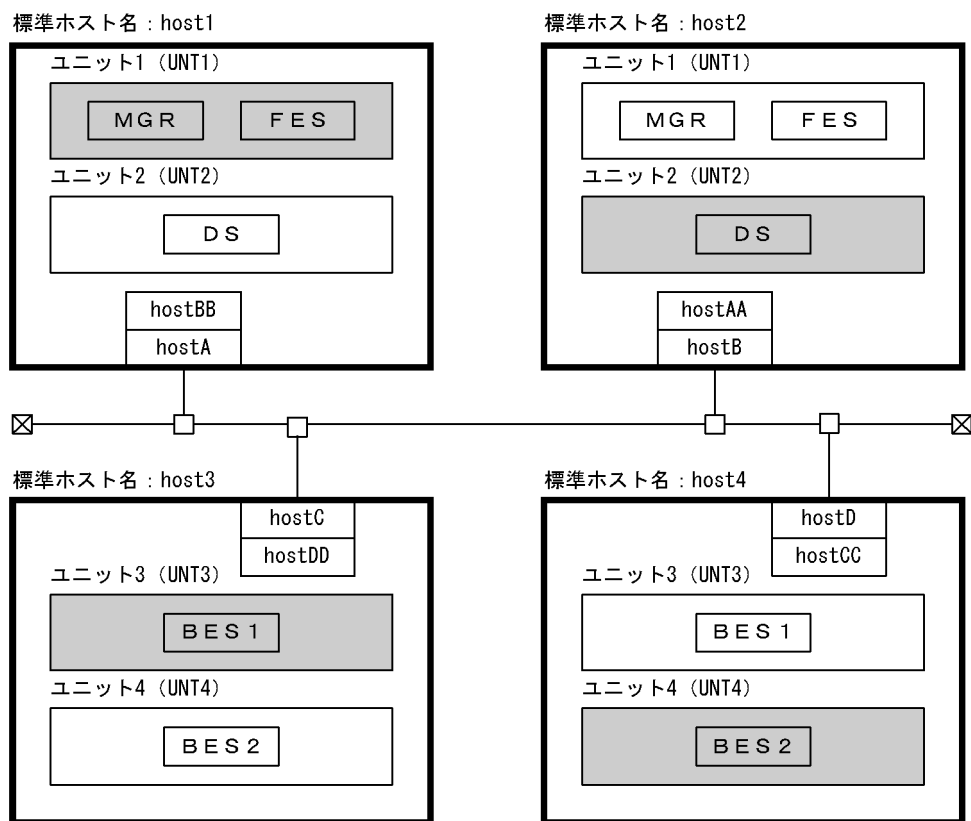 標準ホスト名：host1
標準ホスト名：host2
ユニット1（UNT1）
ユニット1（UNT1）
ＭＧＲ ＦＥＳ
ＭＧＲ ＦＥＳ
ユニット2（UNT2）
ユニット2（UNT2）
ＤＳ
ＤＳ
hostBB
hostAA
hostA
hostB
標準ホスト名：host3
標準ホスト名：host4
hostC
hostD
hostDD
hostCC
ユニット3（UNT3）
ユニット3（UNT3）
ＢＥＳ１
ＢＥＳ１
ユニット4（UNT4）
ユニット4（UNT4）
ＢＥＳ２
ＢＥＳ２